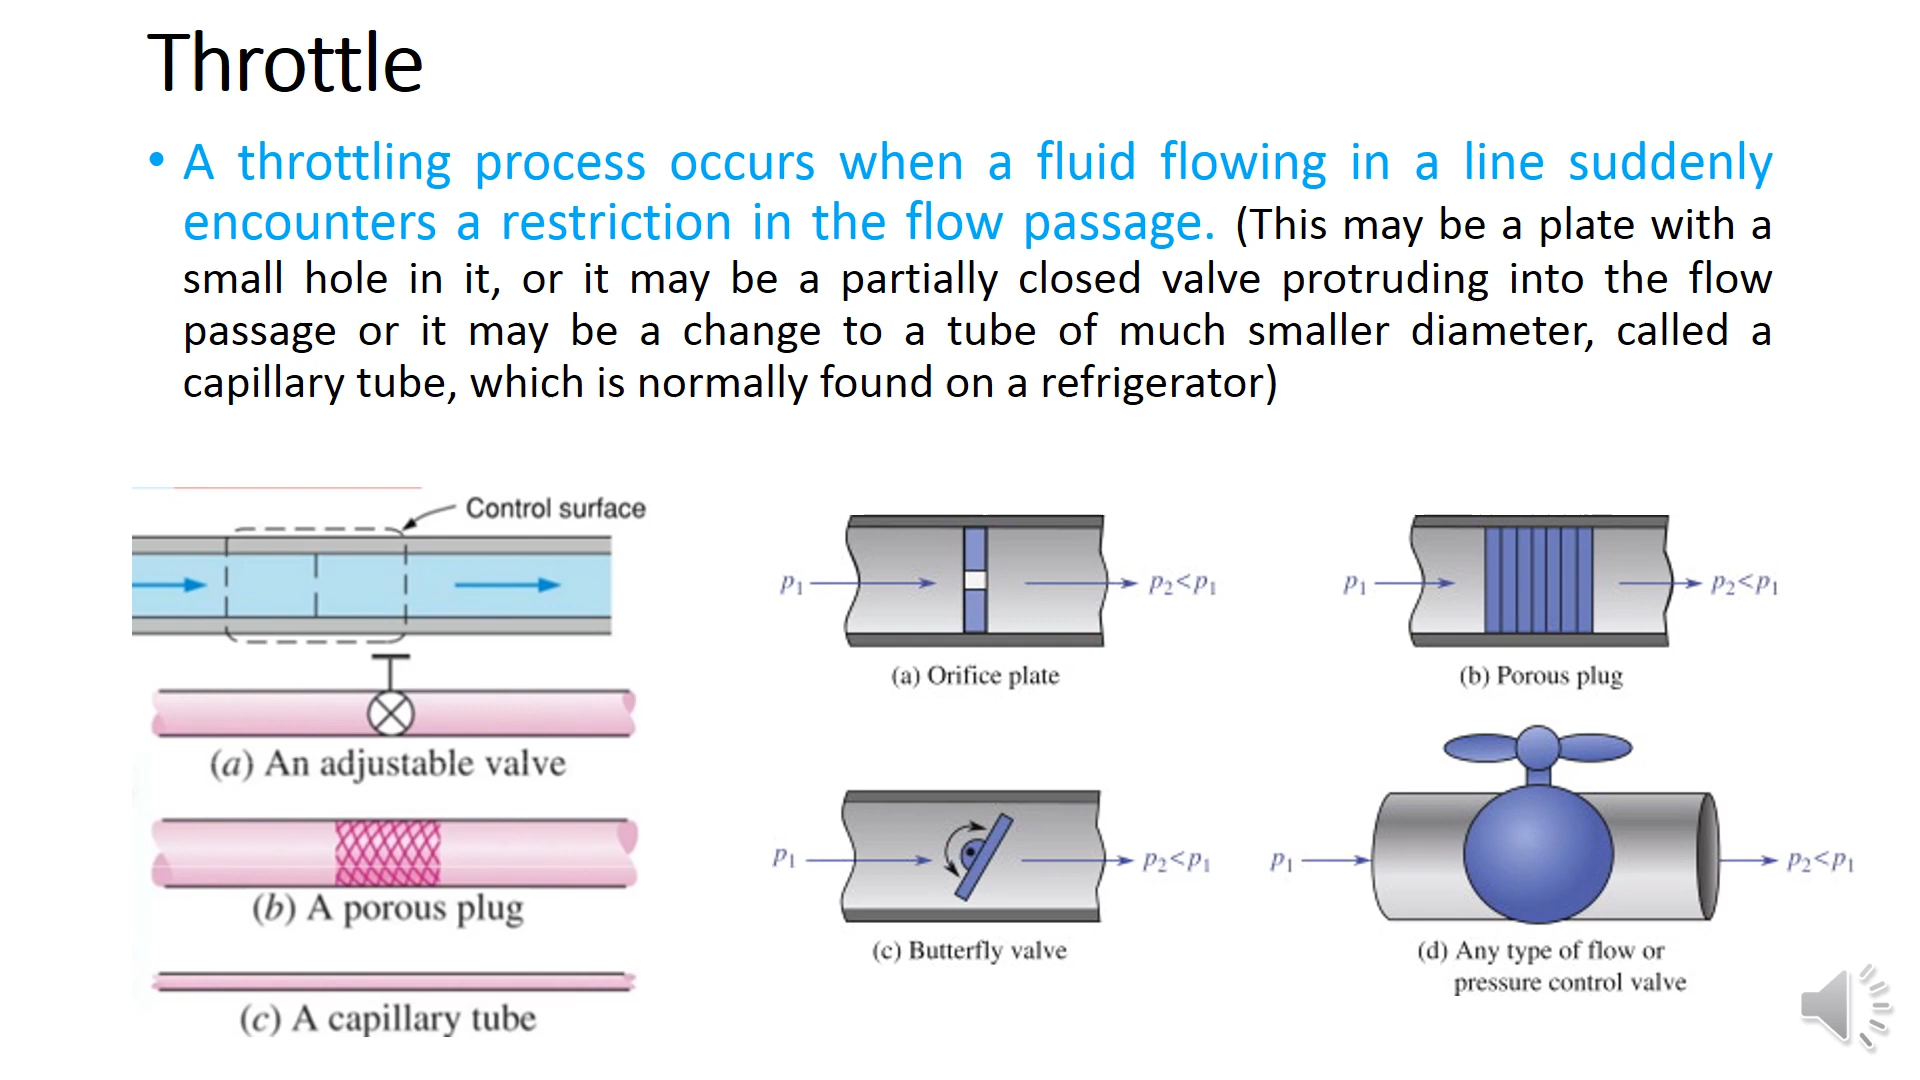 Throttle
• A throttling process occurs when a fluid flowing in a line suddenly
encounters a restriction in the flow passage. (This may be a plate with a
small hole in it, or it may be a partially closed valve protruding into the flow
passage or it may be a change to a tube of much smaller diameter, called a
capillary tube, which is normally found on a refrigerator)
Control surface
(a) An adjustable valve
(b) A porous plug
(c) A capillary tube
p₁ p₂<p₁
(a) Orifice plate
p₁ p₂<p₁
(b) Porous plug
p₁ p₂<p₁
(c) Butterfly valve
p₁ p₂<p₁
(d) Any type of flow or
pressure control valve